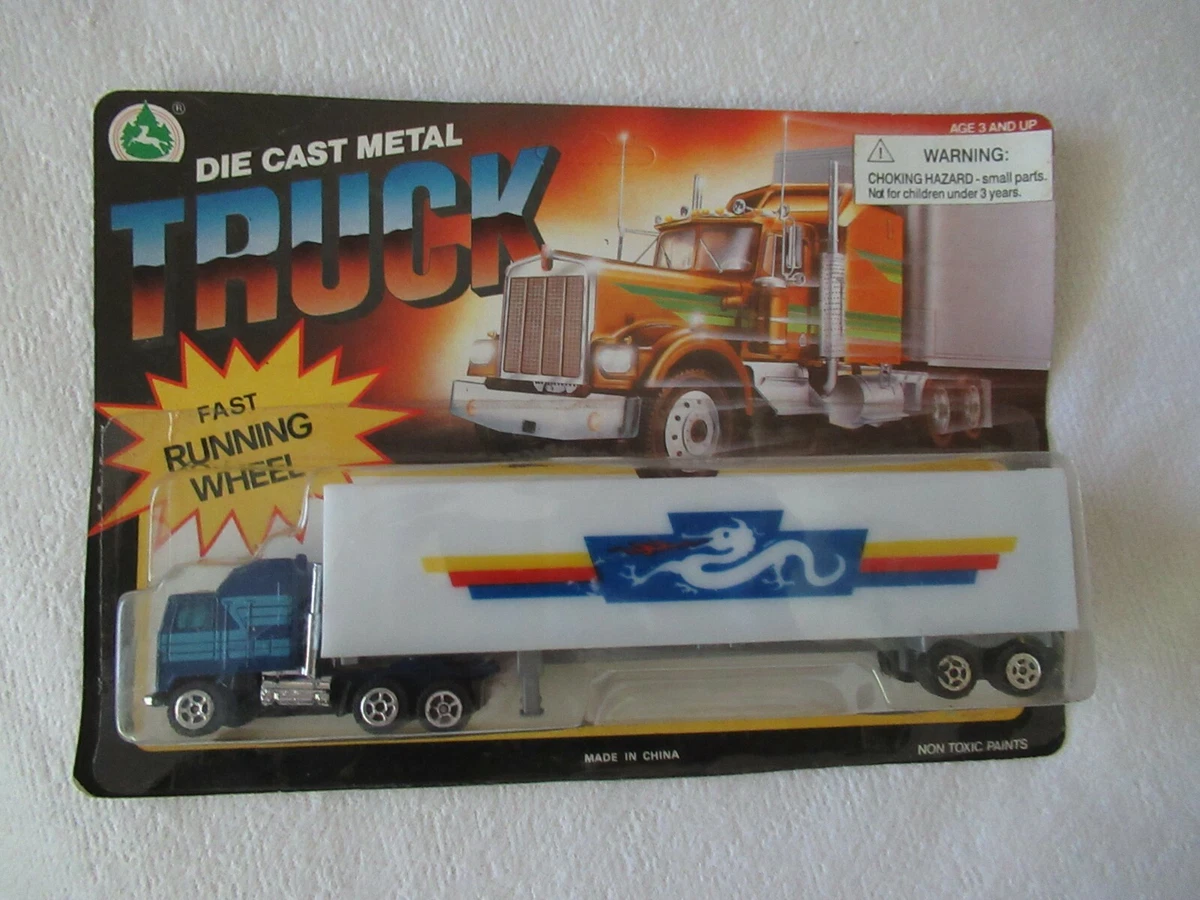 ®
DIE CAST METAL
TRUCK
AGE 3 AND UP
WARNING:
CHOKING HAZARD - small parts.
Not for children under 3 years.
FAST
RUNNING
WHEEL
MADE IN CHINA
NON TOXIC PAINTS